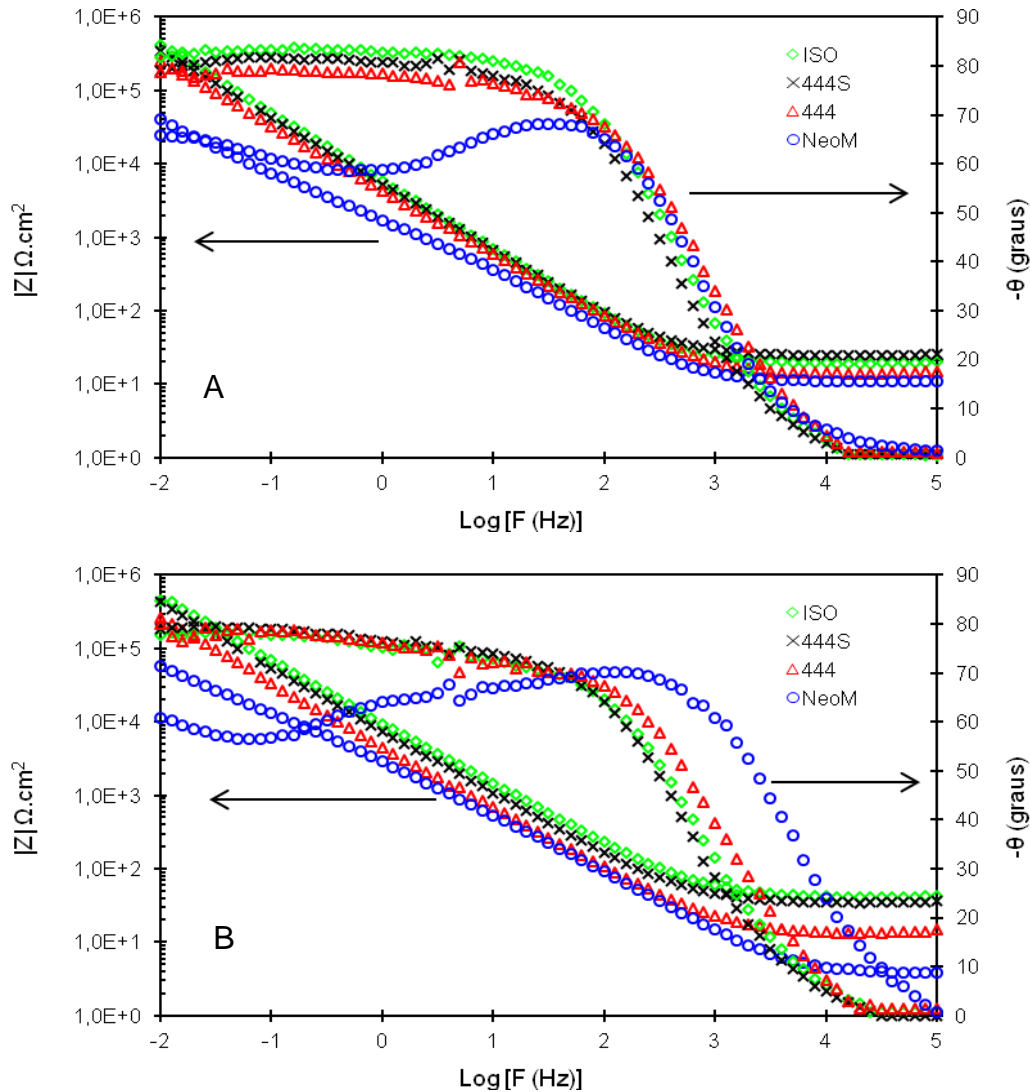 1,0E+6
1,0E+5
1,0E+4
1,0E+3
1,0E+2
1,0E+1
1,0E+0
|Z| Ω.cm2
90
80
70
60
50
40
30
20
10
0
-θ (graus)
ISO
444S
444
NeoM
A
-2 -1 0 1 2 3 4 5
Log [F (Hz)]
1,0E+6
1,0E+5
1,0E+4
1,0E+3
1,0E+2
1,0E+1
1,0E+0
|Z| Ω.cm2
90
80
70
60
50
40
30
20
10
0
-θ (graus)
ISO
444S
444
NeoM
B
-2 -1 0 1 2 3 4 5
Log [F (Hz)]